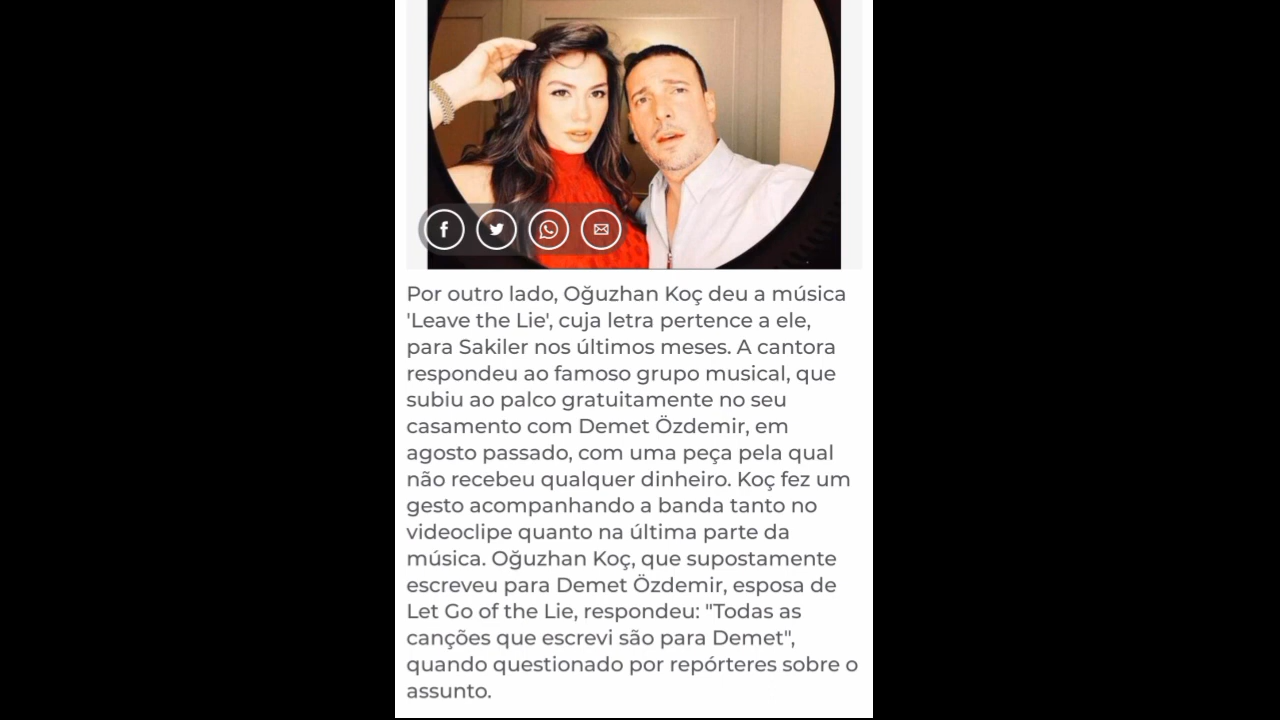 Por outro lado, Oğuzhan Koç deu a música
'Leave the Lie', cuja letra pertence a ele,
para Sakiler nos últimos meses. A cantora
respondeu ao famoso grupo musical, que
subiu ao palco gratuitamente no seu
casamento com Demet Özdemir, em
agosto passado, com uma peça pela qual
não recebeu qualquer dinheiro. Koç fez um
gesto acompanhando a banda tanto no
videoclipe quanto na última parte da
música. Oğuzhan Koç, que supostamente
escreveu para Demet Özdemir, esposa de
Let Go of the Lie, respondeu: "Todas as
canções que escrevi são para Demet",
quando questionado por repórteres sobre o
assunto.